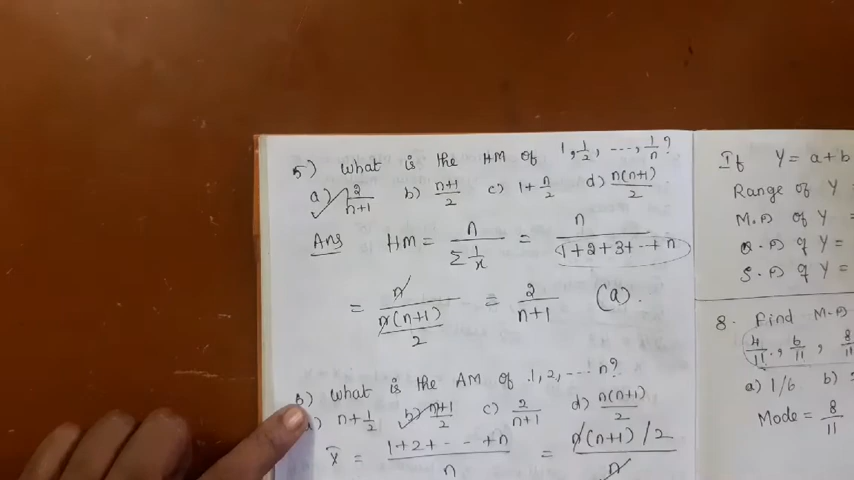 5) What is the HM of 1, 1/2, ..., 1/n?
a) 2/n+1 b) n+1/2 c) 1+n/2 d) n(n+1)/2
Ans HM = n/Σ 1/x = n/1+2+3+...+n
= n/n(n+1)/2 = 2/n+1 (a).
6) What is the AM of 1, 2, ... n?
a) n+1/2 b) n+1/2 c) 2/n+1 d) n(n+1)/2
x̄ = 1+2+- - -+n/n = n(n+1)/2/n
If Y = a+b
Range of Y
M.D of Y =
Q.D of Y =
S.D of Y =
8. Find M.D
4/11, 6/11, 8/11
a) 1/6 b)
Mode = 8/11